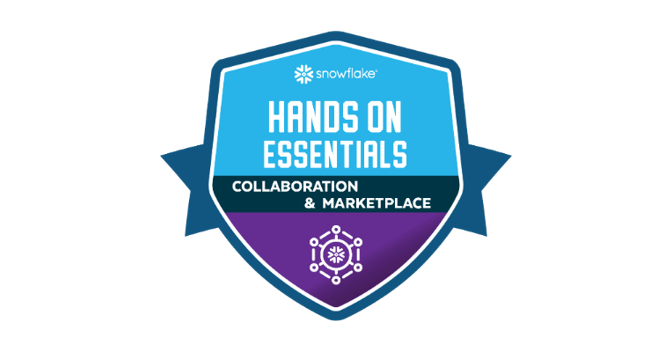 snowflake®
HANDS ON
ESSENTIALS
COLLABORATION
& MARKETPLACE